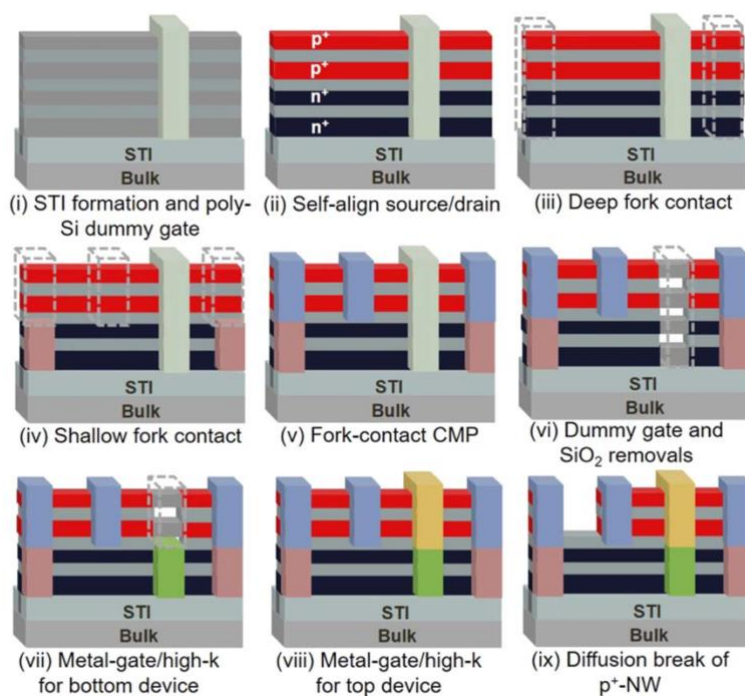 STI
Bulk
(i) STI formation and poly-
Si dummy gate
p⁺
p⁺
n⁺
n⁺
STI
Bulk
(ii) Self-align source/drain
STI
Bulk
(iii) Deep fork contact
STI
Bulk
(iv) Shallow fork contact
STI
Bulk
(v) Fork-contact CMP
STI
Bulk
(vi) Dummy gate and
SiO₂ removals
STI
Bulk
(vii) Metal-gate/high-k
for bottom device
STI
Bulk
(viii) Metal-gate/high-k
for top device
STI
Bulk
(ix) Diffusion break of
p⁺-NW